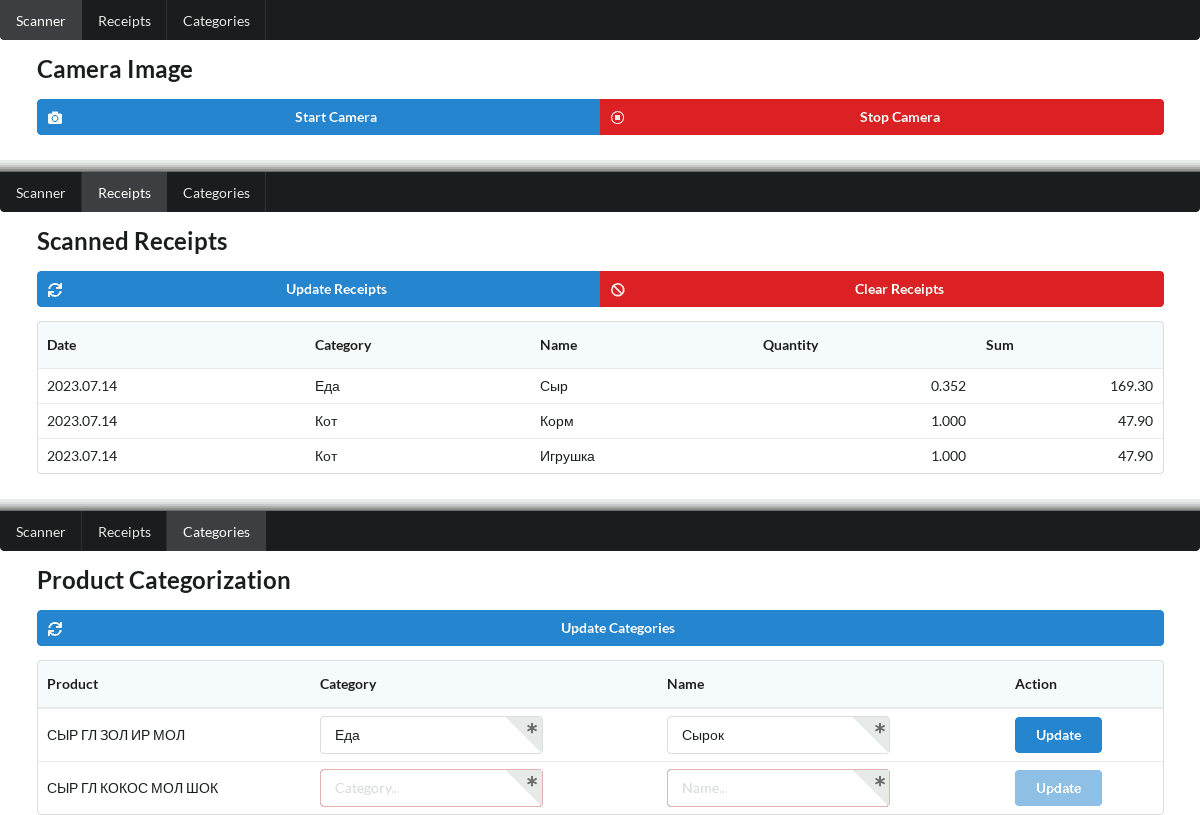 Scanner Receipts Categories
Camera Image
Start Camera Stop Camera
Scanner Receipts Categories
Scanned Receipts
Update Receipts Clear Receipts
Date Category Name Quantity Sum
2023.07.14 Еда Сыр 0.352 169.30
2023.07.14 Кот Корм 1.000 47.90
2023.07.14 Кот Игрушка 1.000 47.90
Scanner Receipts Categories
Product Categorization
Update Categories
Product Category Name Action
СЫР ГЛ ЗОЛ ИР МОЛ Еда * Сырок * Update
СЫР ГЛ КОКОС МОЛ ШОК Category... * Name... * Update